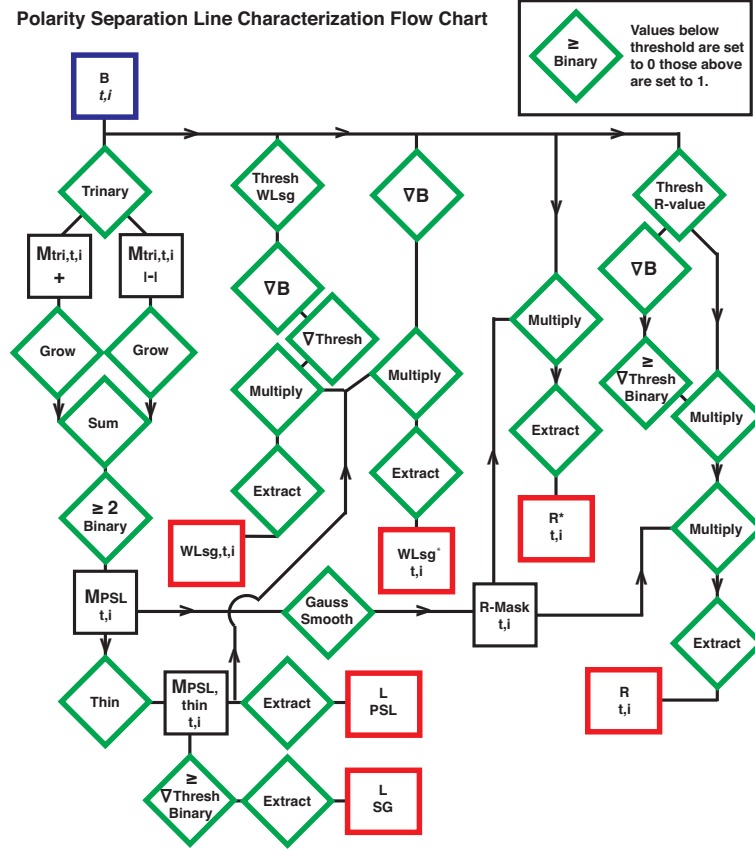 Polarity Separation Line Characterization Flow Chart
≥
Binary
Values below
threshold are set
to 0 those above
are set to 1.
B
t,i
Trinary
Thresh
WLsg
∇B
Thresh
R-value
Mtri,t,i
+
Mtri,t,i
|-|
∇B
∇B
Grow
Grow
∇Thresh
Multiply
≥
∇Thresh
Binary
Multiply
Multiply
Sum
Multiply
Extract
≥ 2
Binary
Extract
Extract
WLsg,t,i
WLsg*
t,i
R*
t,i
Multiply
MPSL
t,i
Gauss
Smooth
R-Mask
t,i
Extract
Thin
MPSL,
thin
t,i
Extract
L
PSL
R
t,i
≥
∇Thresh
Binary
Extract
L
SG